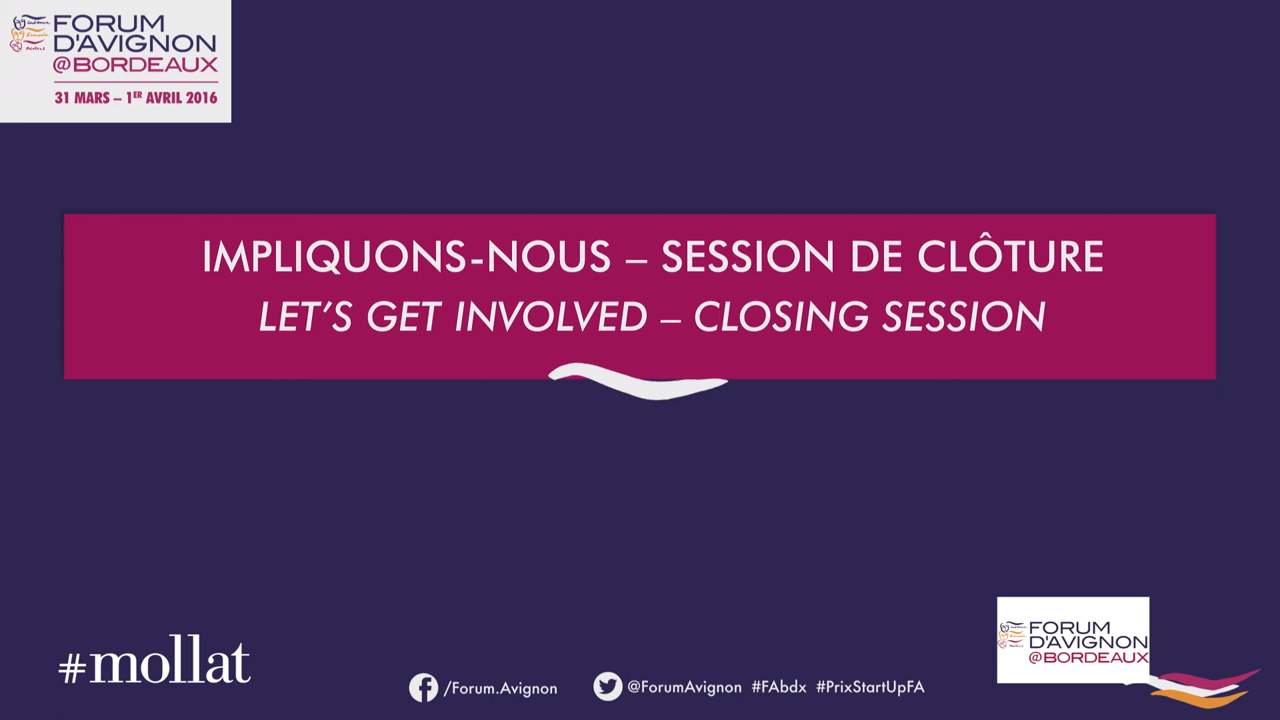 FORUM
D'AVIGNON
@BORDEAUX
31 MARS – 1ER AVRIL 2016
IMPLIQUONS-NOUS – SESSION DE CLÔTURE
LET'S GET INVOLVED – CLOSING SESSION
FORUM
D'AVIGNON
@BORDEAUX
#mollat
/Forum.Avignon @ForumAvignon #FAbdx #PrixStartUpFA